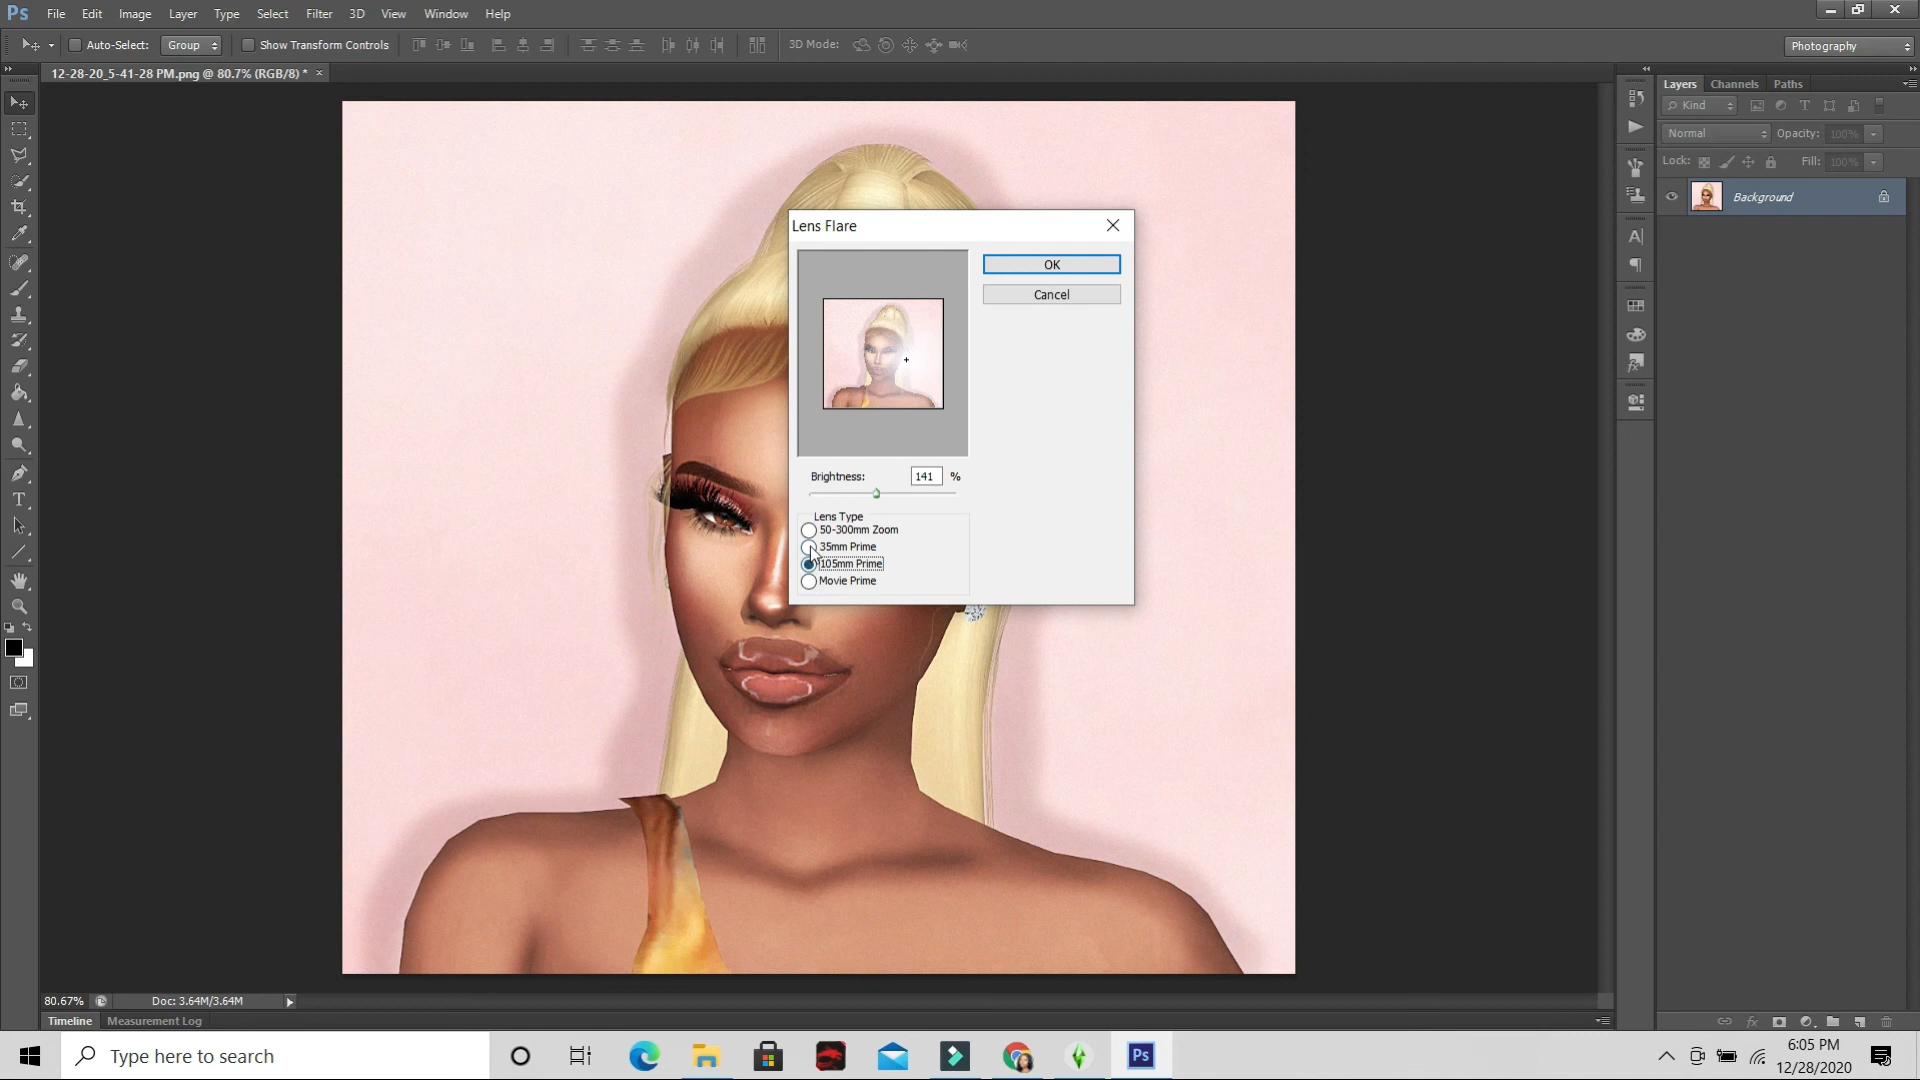 Ps File Edit Image Layer Type Select Filter 3D View Window Help
Auto-Select: Group Show Transform Controls 3D Mode: Photography
12-28-20_5-41-28 PM.png @ 80.7% (RGB/8) * ×
Layers Channels Paths
Kind
Normal Opacity: 100%
Lock: Fill: 100%
Background
Lens Flare
OK
Cancel
Brightness: 141 %
Lens Type
50-300mm Zoom
35mm Prime
105mm Prime
Movie Prime
80.67% Doc: 3.64M/3.64M
Timeline Measurement Log
Type here to search
Ps
6:05 PM
12/28/2020